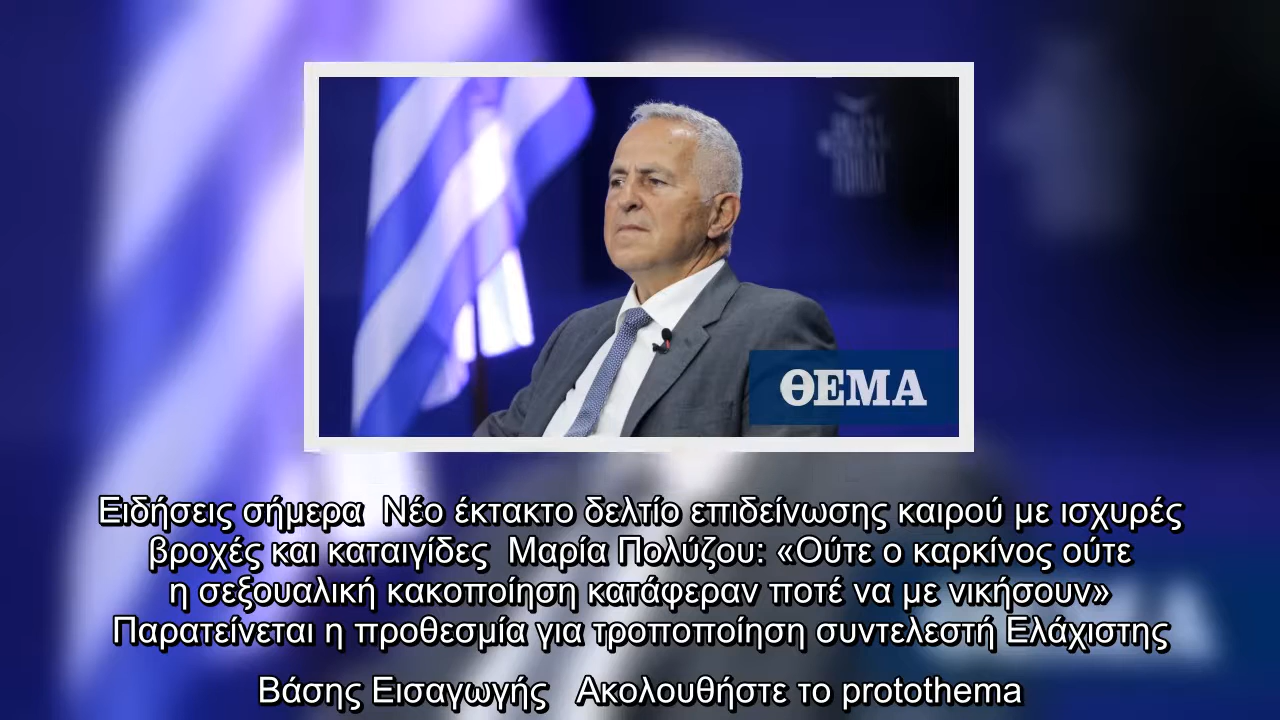 ΘΕΜΑ
Ειδήσεις σήμερα Νέο έκτακτο δελτίο επιδείνωσης καιρού με ισχυρές
βροχές και καταιγίδες Μαρία Πολύζου: «Ούτε ο καρκίνος ούτε
η σεξουαλική κακοποίηση κατάφεραν ποτέ να με νικήσουν»
Παρατείνεται η προθεσμία για τροποποίηση συντελεστή Ελάχιστης
Βάσης Εισαγωγής Ακολουθήστε το protothema